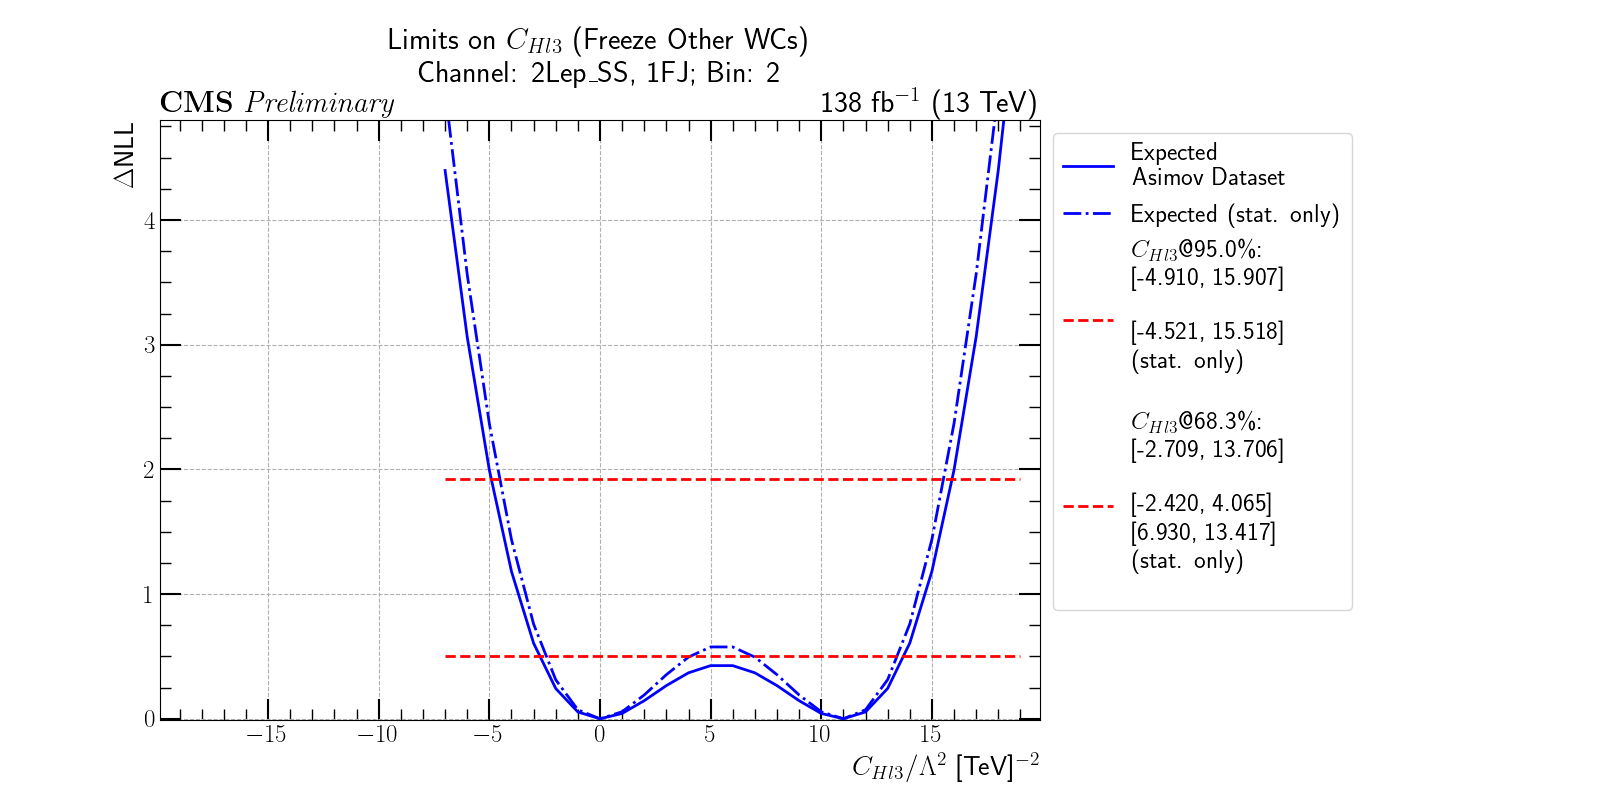 Limits on C_{Hl3} (Freeze Other WCs)
Channel: 2Lep_SS, 1FJ; Bin: 2
CMS Preliminary
138 fb^{-1} (13 TeV)
ΔNLL
4
3
2
1
0
−15 −10 −5 0 5 10 15
C_{Hl3}/Λ^2 [TeV]^{-2}
Expected
Asimov Dataset
Expected (stat. only)
C_{Hl3}@95.0%:
[-4.910, 15.907]
[-4.521, 15.518]
(stat. only)
C_{Hl3}@68.3%:
[-2.709, 13.706]
[-2.420, 4.065]
[6.930, 13.417]
(stat. only)